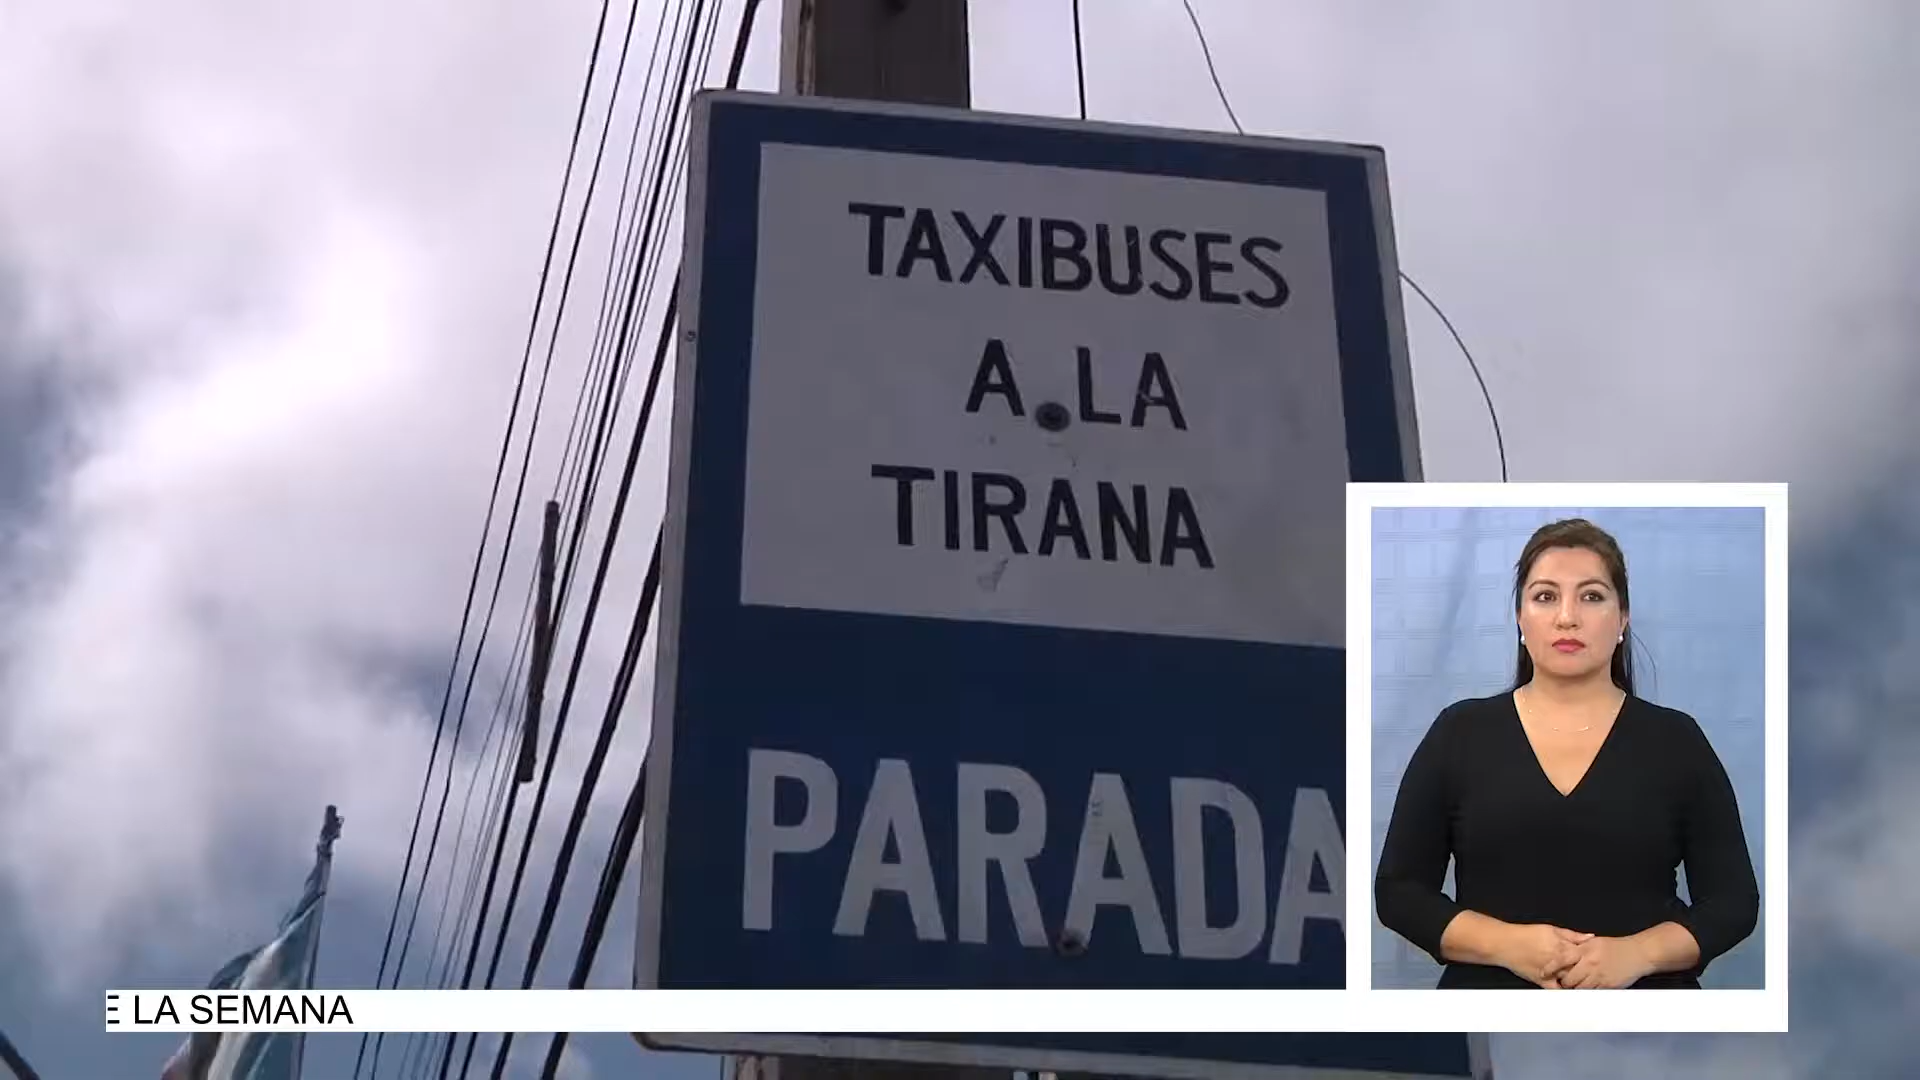 TAXIBUSES
A LA
TIRANA
PARADA
LA SEMANA